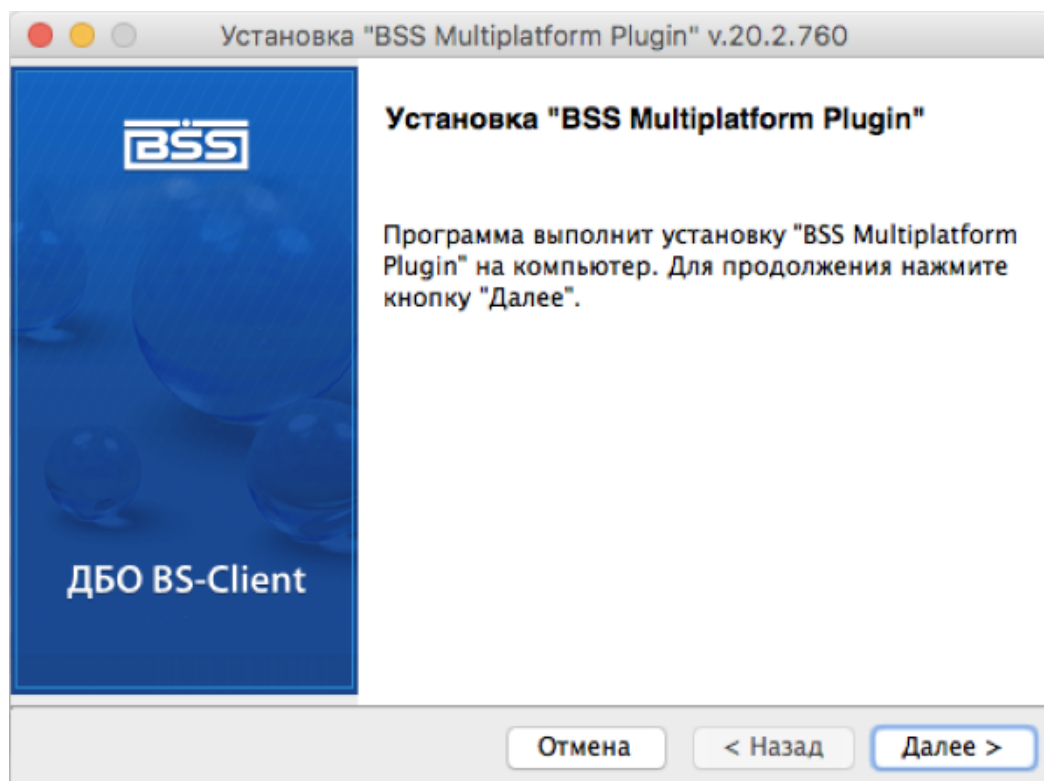 Установка "BSS Multiplatform Plugin" v.20.2.760
BSS
Установка "BSS Multiplatform Plugin"
Программа выполнит установку "BSS Multiplatform
Plugin" на компьютер. Для продолжения нажмите
кнопку "Далее".
ДБО BS-Client
Отмена
< Назад
Далее >